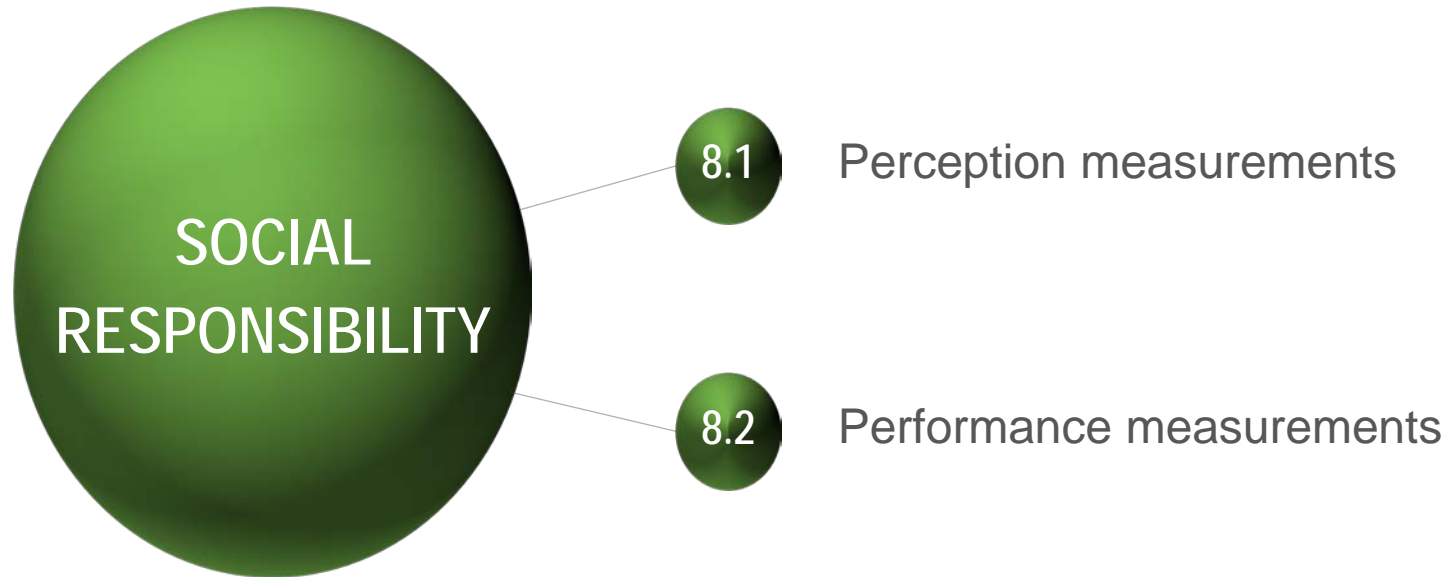 SOCIAL
RESPONSIBILITY
8.1 Perception measurements
8.2 Performance measurements